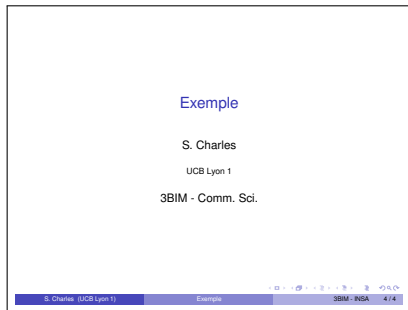 Exemple
S. Charles
UCB Lyon 1
3BIM - Comm. Sci.
S. Charles (UCB Lyon 1) Exemple 3BIM - INSA 4 / 4